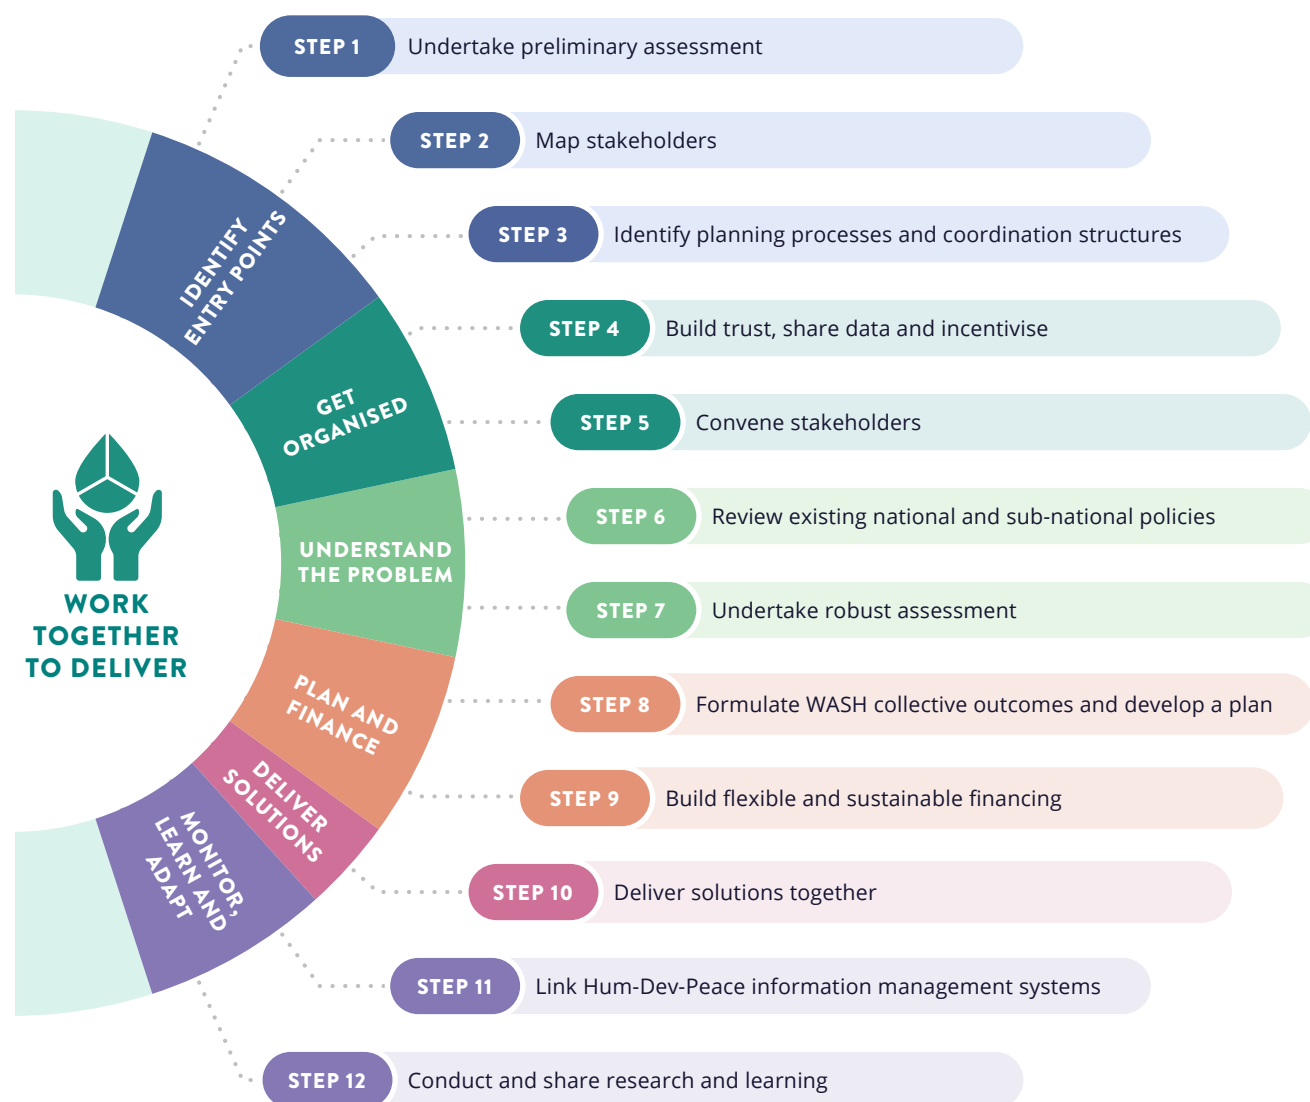 STEP 1
Undertake preliminary assessment
STEP 2
Map stakeholders
STEP 3
Identify planning processes and coordination structures
IDENTIFY
ENTRY POINTS
STEP 4
Build trust, share data and incentivise
STEP 5
Convene stakeholders
GET
ORGANISED
STEP 6
Review existing national and sub-national policies
STEP 7
Undertake robust assessment
UNDERSTAND
THE PROBLEM
WORK
TOGETHER
TO DELIVER
STEP 8
Formulate WASH collective outcomes and develop a plan
STEP 9
Build flexible and sustainable financing
PLAN AND
FINANCE
STEP 10
Deliver solutions together
DELIVER
SOLUTIONS
STEP 11
Link Hum-Dev-Peace information management systems
STEP 12
Conduct and share research and learning
MONITOR,
LEARN AND
ADAPT